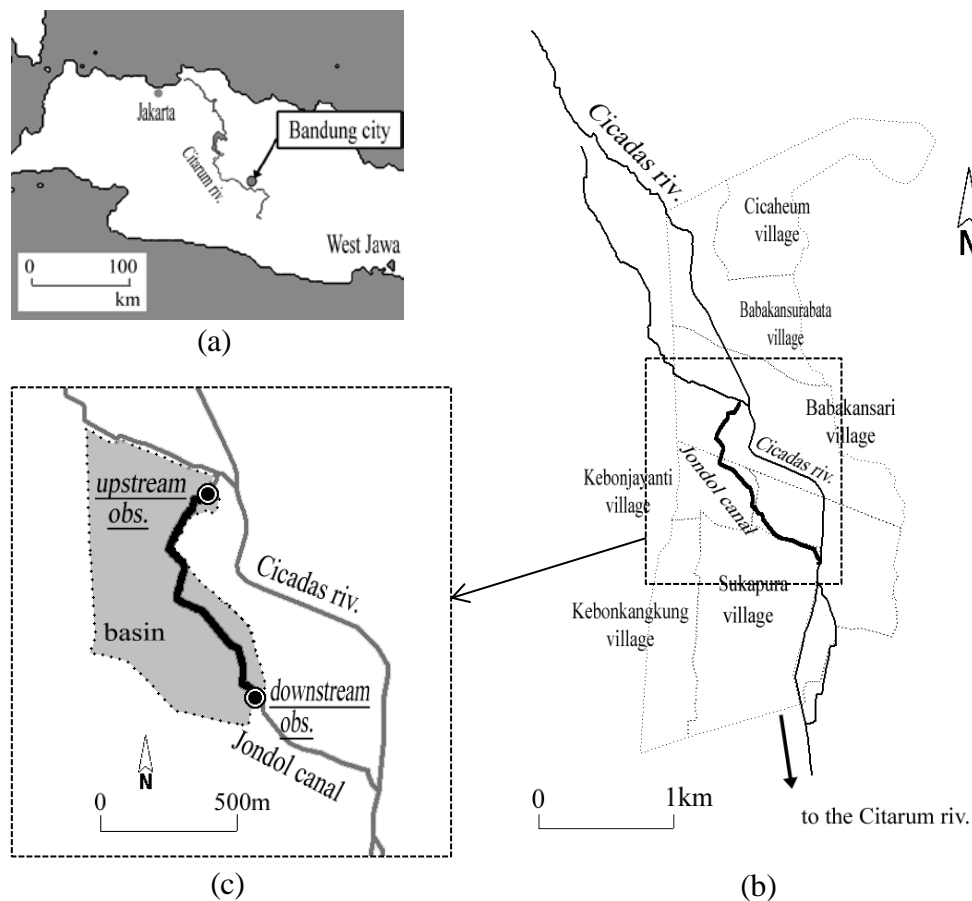 Jakarta
Bandung city
Citarum riv.
West Jawa
0 100
km
(a)
Cicadas riv.
N
Cicaheum
village
Babakansurabata
village
Babakansari
village
Cicadas riv.
Jondol canal
Kebonjayanti
village
Sukapura
village
Kebonkangkung
village
0 1km
to the Citarum riv.
(b)
upstream
obs.
Cicadas riv.
basin
downstream
obs.
Jondol canal
N
0 500m
(c)